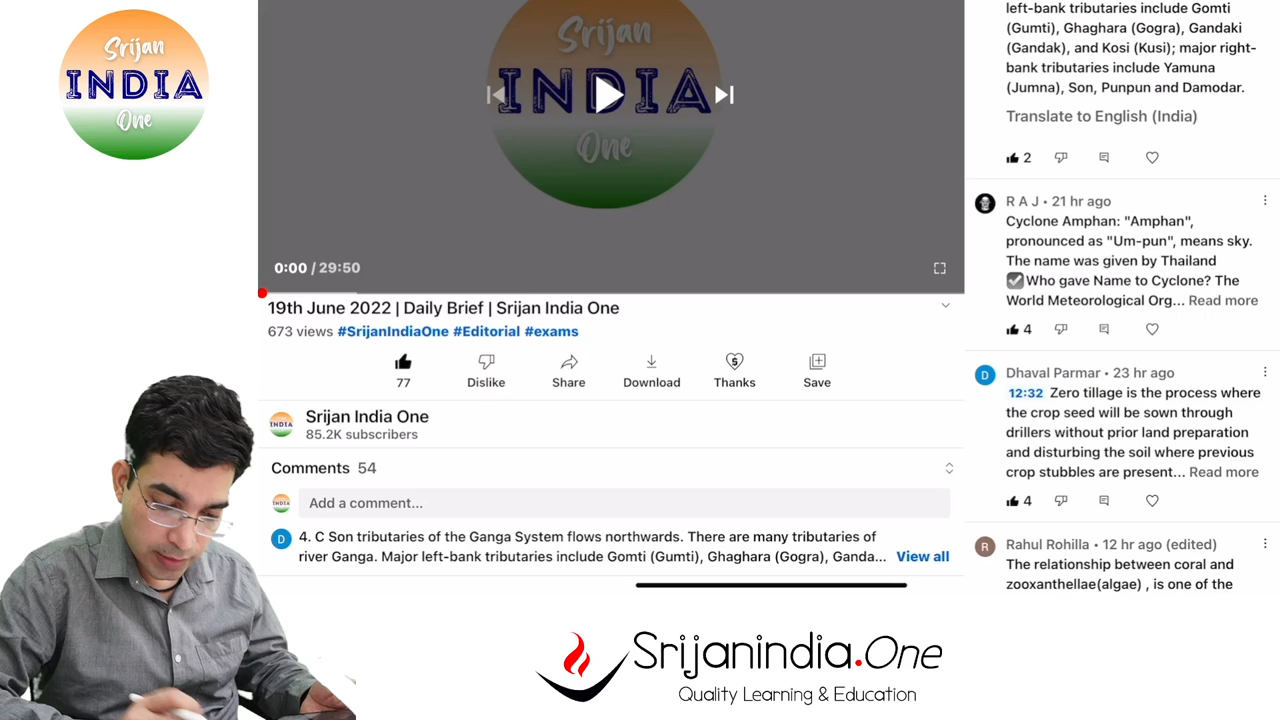 Srijan
INDIA
One
Srijan
INDIA
One
0:00 / 29:50
19th June 2022 | Daily Brief | Srijan India One
673 views #SrijanIndiaOne #Editorial #exams
77
Dislike
Share
Download
Thanks
Save
INDIA
Srijan India One
85.2K subscribers
Comments 54
INDIA
Add a comment...
D
4. C Son tributaries of the Ganga System flows northwards. There are many tributaries of
river Ganga. Major left-bank tributaries include Gomti (Gumti), Ghaghara (Gogra), Ganda...
View all
left-bank tributaries include Gomti
(Gumti), Ghaghara (Gogra), Gandaki
(Gandak), and Kosi (Kusi); major right-
bank tributaries include Yamuna
(Jumna), Son, Punpun and Damodar.
Translate to English (India)
2
R A J • 21 hr ago
Cyclone Amphan: "Amphan",
pronounced as "Um-pun", means sky.
The name was given by Thailand
☑Who gave Name to Cyclone? The
World Meteorological Org... Read more
4
D
Dhaval Parmar • 23 hr ago
12:32 Zero tillage is the process where
the crop seed will be sown through
drillers without prior land preparation
and disturbing the soil where previous
crop stubbles are present... Read more
4
R
Rahul Rohilla • 12 hr ago (edited)
The relationship between coral and
zooxanthellae(algae) , is one of the
Srijanindia.One
Quality Learning & Education